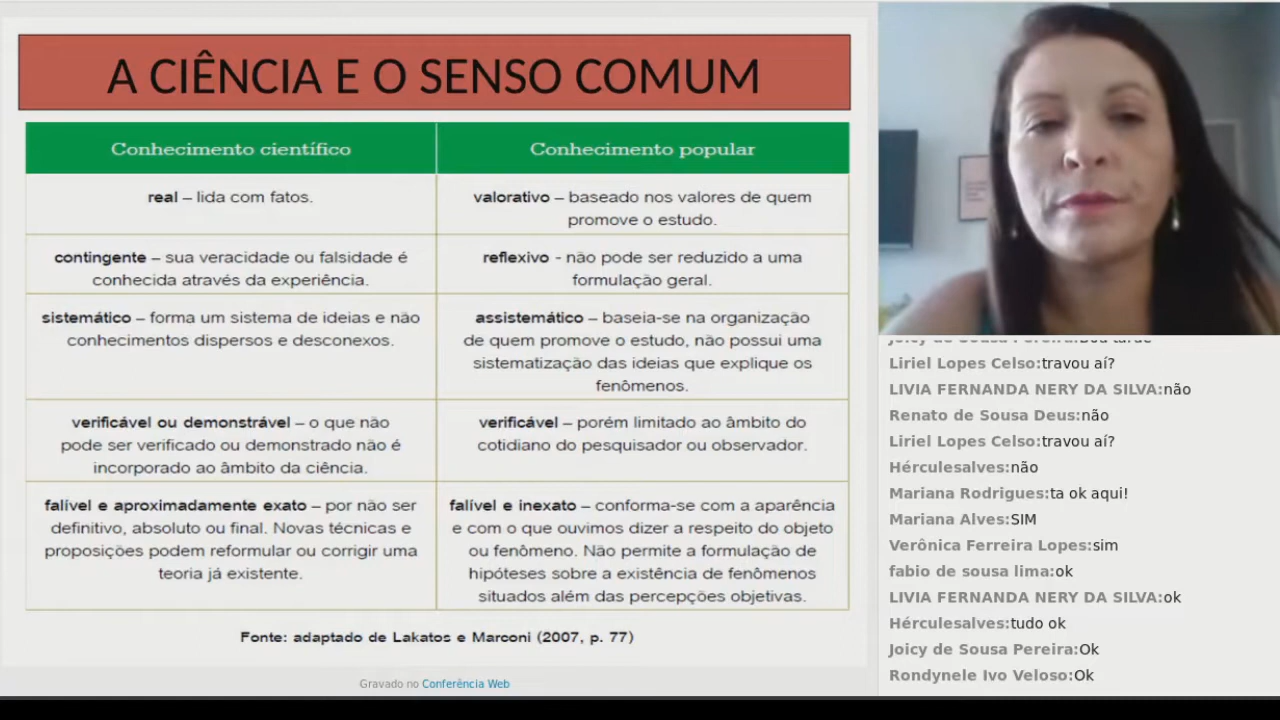 A CIÊNCIA E O SENSO COMUM
Conhecimento científico
Conhecimento popular
real – lida com fatos.
valorativo – baseado nos valores de quem
promove o estudo.
contingente – sua veracidade ou falsidade é
conhecida através da experiência.
reflexivo - não pode ser reduzido a uma
formulação geral.
sistemático – forma um sistema de ideias e não
conhecimentos dispersos e desconexos.
assistemático – baseia-se na organização
de quem promove o estudo, não possui uma
sistematização das ideias que explique os
fenômenos.
verificável ou demonstrável – o que não
pode ser verificado ou demonstrado não é
incorporado ao âmbito da ciência.
verificável – porém limitado ao âmbito do
cotidiano do pesquisador ou observador.
falível e aproximadamente exato – por não ser
definitivo, absoluto ou final. Novas técnicas e
proposições podem reformular ou corrigir uma
teoria já existente.
falível e inexato – conforma-se com a aparência
e com o que ouvimos dizer a respeito do objeto
ou fenômeno. Não permite a formulação de
hipóteses sobre a existência de fenômenos
situados além das percepções objetivas.
Fonte: adaptado de Lakatos e Marconi (2007, p. 77)
Gravado no Conferência Web
Joicy de Sousa Pereira:Boa tarde
Liriel Lopes Celso:travou aí?
LIVIA FERNANDA NERY DA SILVA:não
Renato de Sousa Deus:não
Liriel Lopes Celso:travou aí?
Hérculesalves:não
Mariana Rodrigues:ta ok aqui!
Mariana Alves:SIM
Verônica Ferreira Lopes:sim
fabio de sousa lima:ok
LIVIA FERNANDA NERY DA SILVA:ok
Hérculesalves:tudo ok
Joicy de Sousa Pereira:Ok
Rondynele Ivo Veloso:Ok